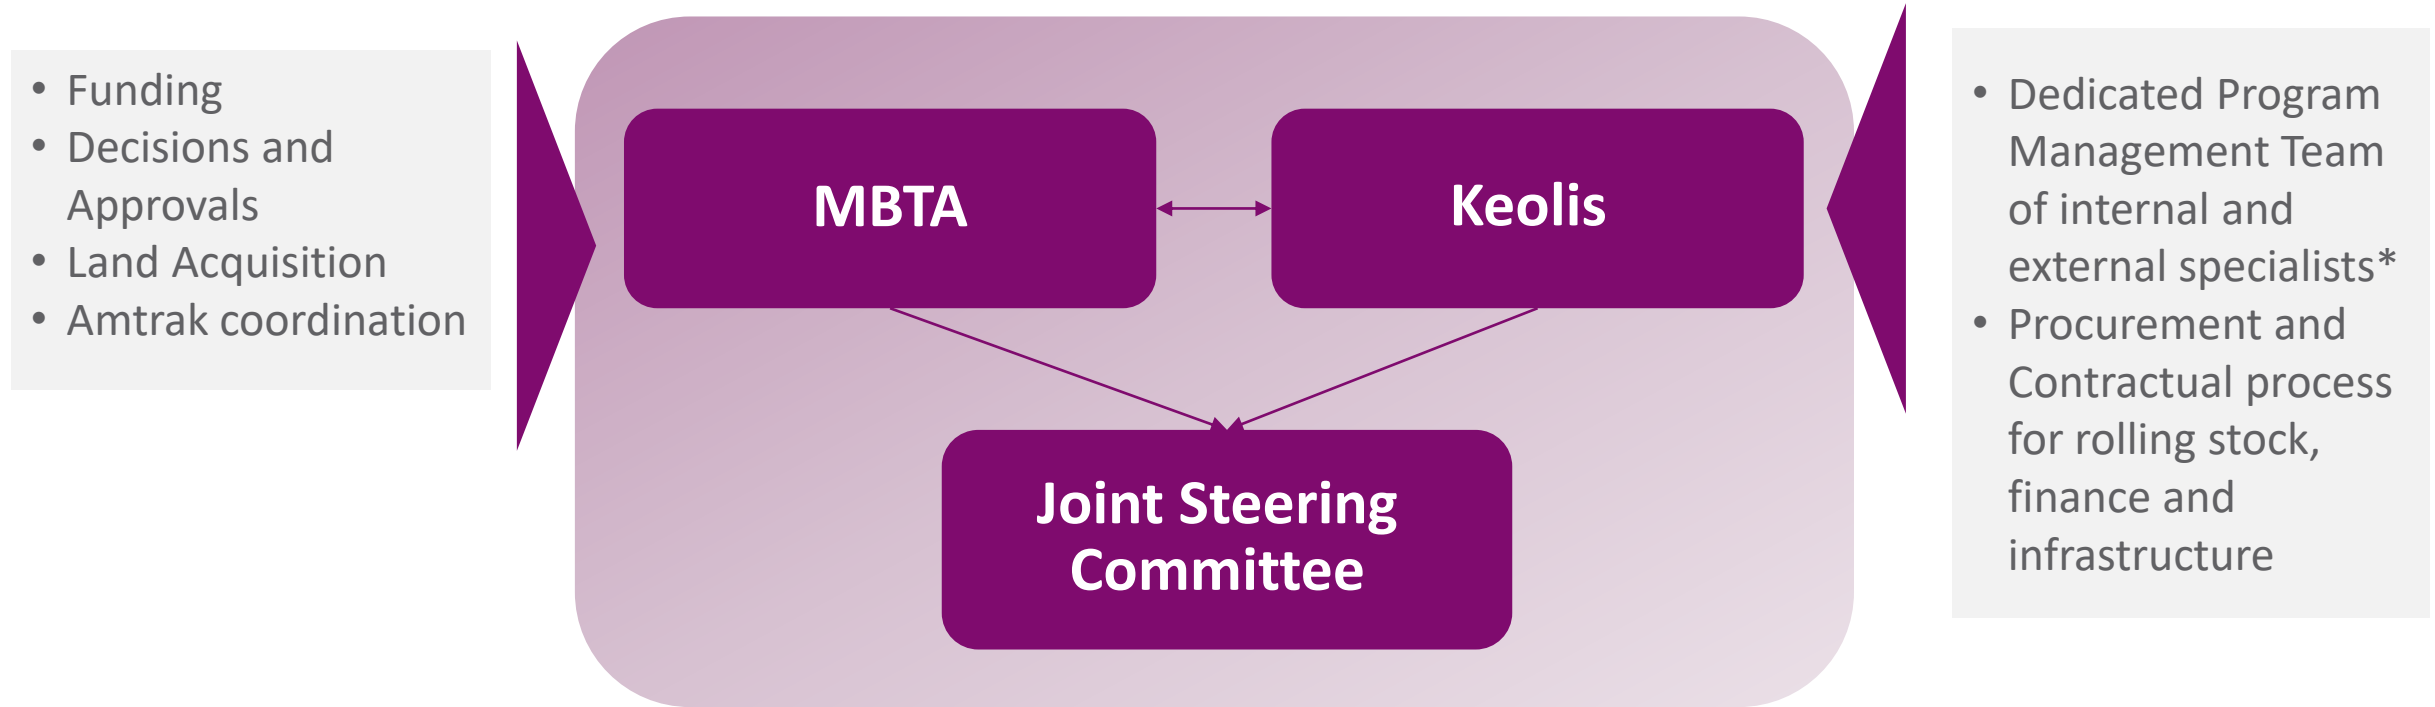 • Funding
• Decisions and
Approvals
• Land Acquisition
• Amtrak coordination
MBTA
Keolis
Joint Steering
Committee
• Dedicated Program
Management Team
of internal and
external specialists*
• Procurement and
Contractual process
for rolling stock,
finance and
infrastructure